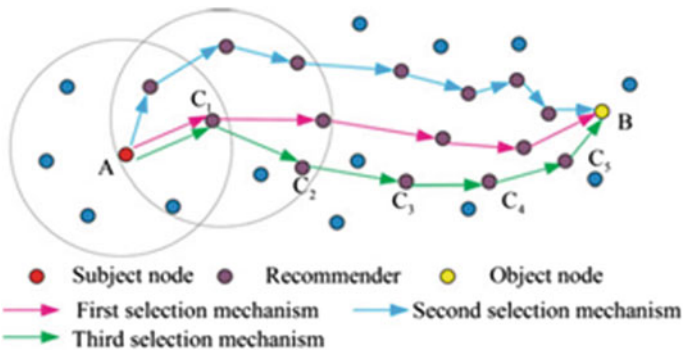 C₁
A
B
C₂
C₃
C₄
C₅
Subject node Recommender Object node
First selection mechanism Second selection mechanism
Third selection mechanism